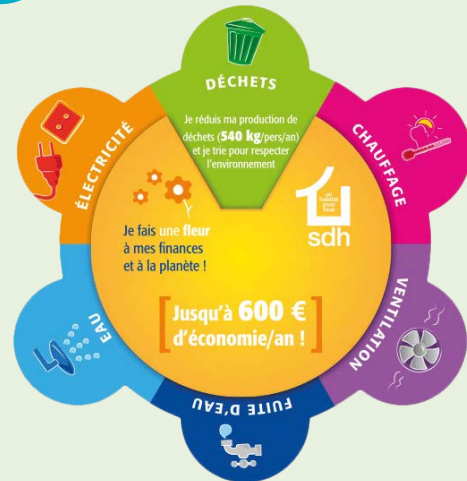 DÉCHETS
Je réduis ma production de
déchets (540 kg/pers/an)
et je trie pour respecter
l'environnement
CHAUFFAGE
VENTILATION
FUITE D'EAU
EAU
ÉLECTRICITÉ
Je fais une fleur
à mes finances
et à la planète !
un
habitat
pour
tous
sdh
Jusqu'à 600 €
d'économie/an !